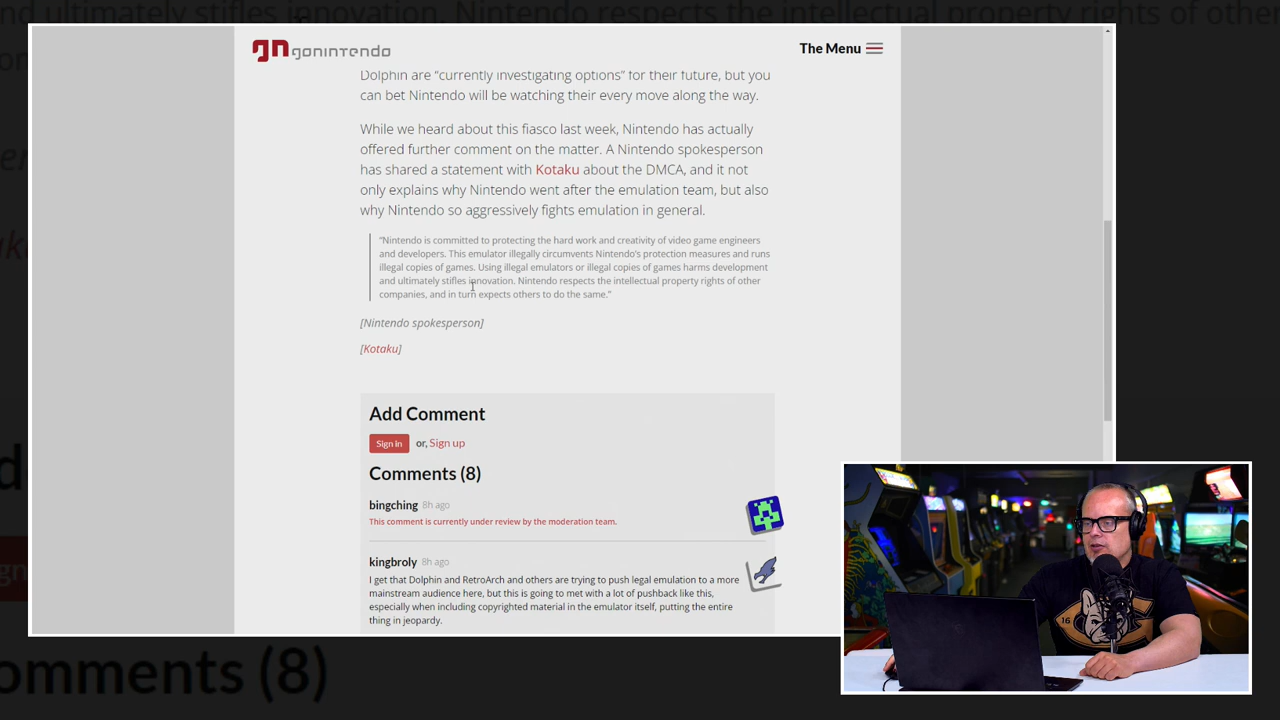 gonintendo
The Menu
Dolphin are “currently investigating options” for their future, but you
can bet Nintendo will be watching their every move along the way.
While we heard about this fiasco last week, Nintendo has actually
offered further comment on the matter. A Nintendo spokesperson
has shared a statement with Kotaku about the DMCA, and it not
only explains why Nintendo went after the emulation team, but also
why Nintendo so aggressively fights emulation in general.
“Nintendo is committed to protecting the hard work and creativity of video game engineers
and developers. This emulator illegally circumvents Nintendo’s protection measures and runs
illegal copies of games. Using illegal emulators or illegal copies of games harms development
and ultimately stifles innovation. Nintendo respects the intellectual property rights of other
companies, and in turn expects others to do the same.”
[Nintendo spokesperson]
[Kotaku]
Add Comment
Sign in or, Sign up
Comments (8)
bingching 8h ago
This comment is currently under review by the moderation team.
kingbroly 8h ago
I get that Dolphin and RetroArch and others are trying to push legal emulation to a more
mainstream audience here, but this is going to met with a lot of pushback like this,
especially when including copyrighted material in the emulator itself, putting the entire
thing in jeopardy.
omments (8)